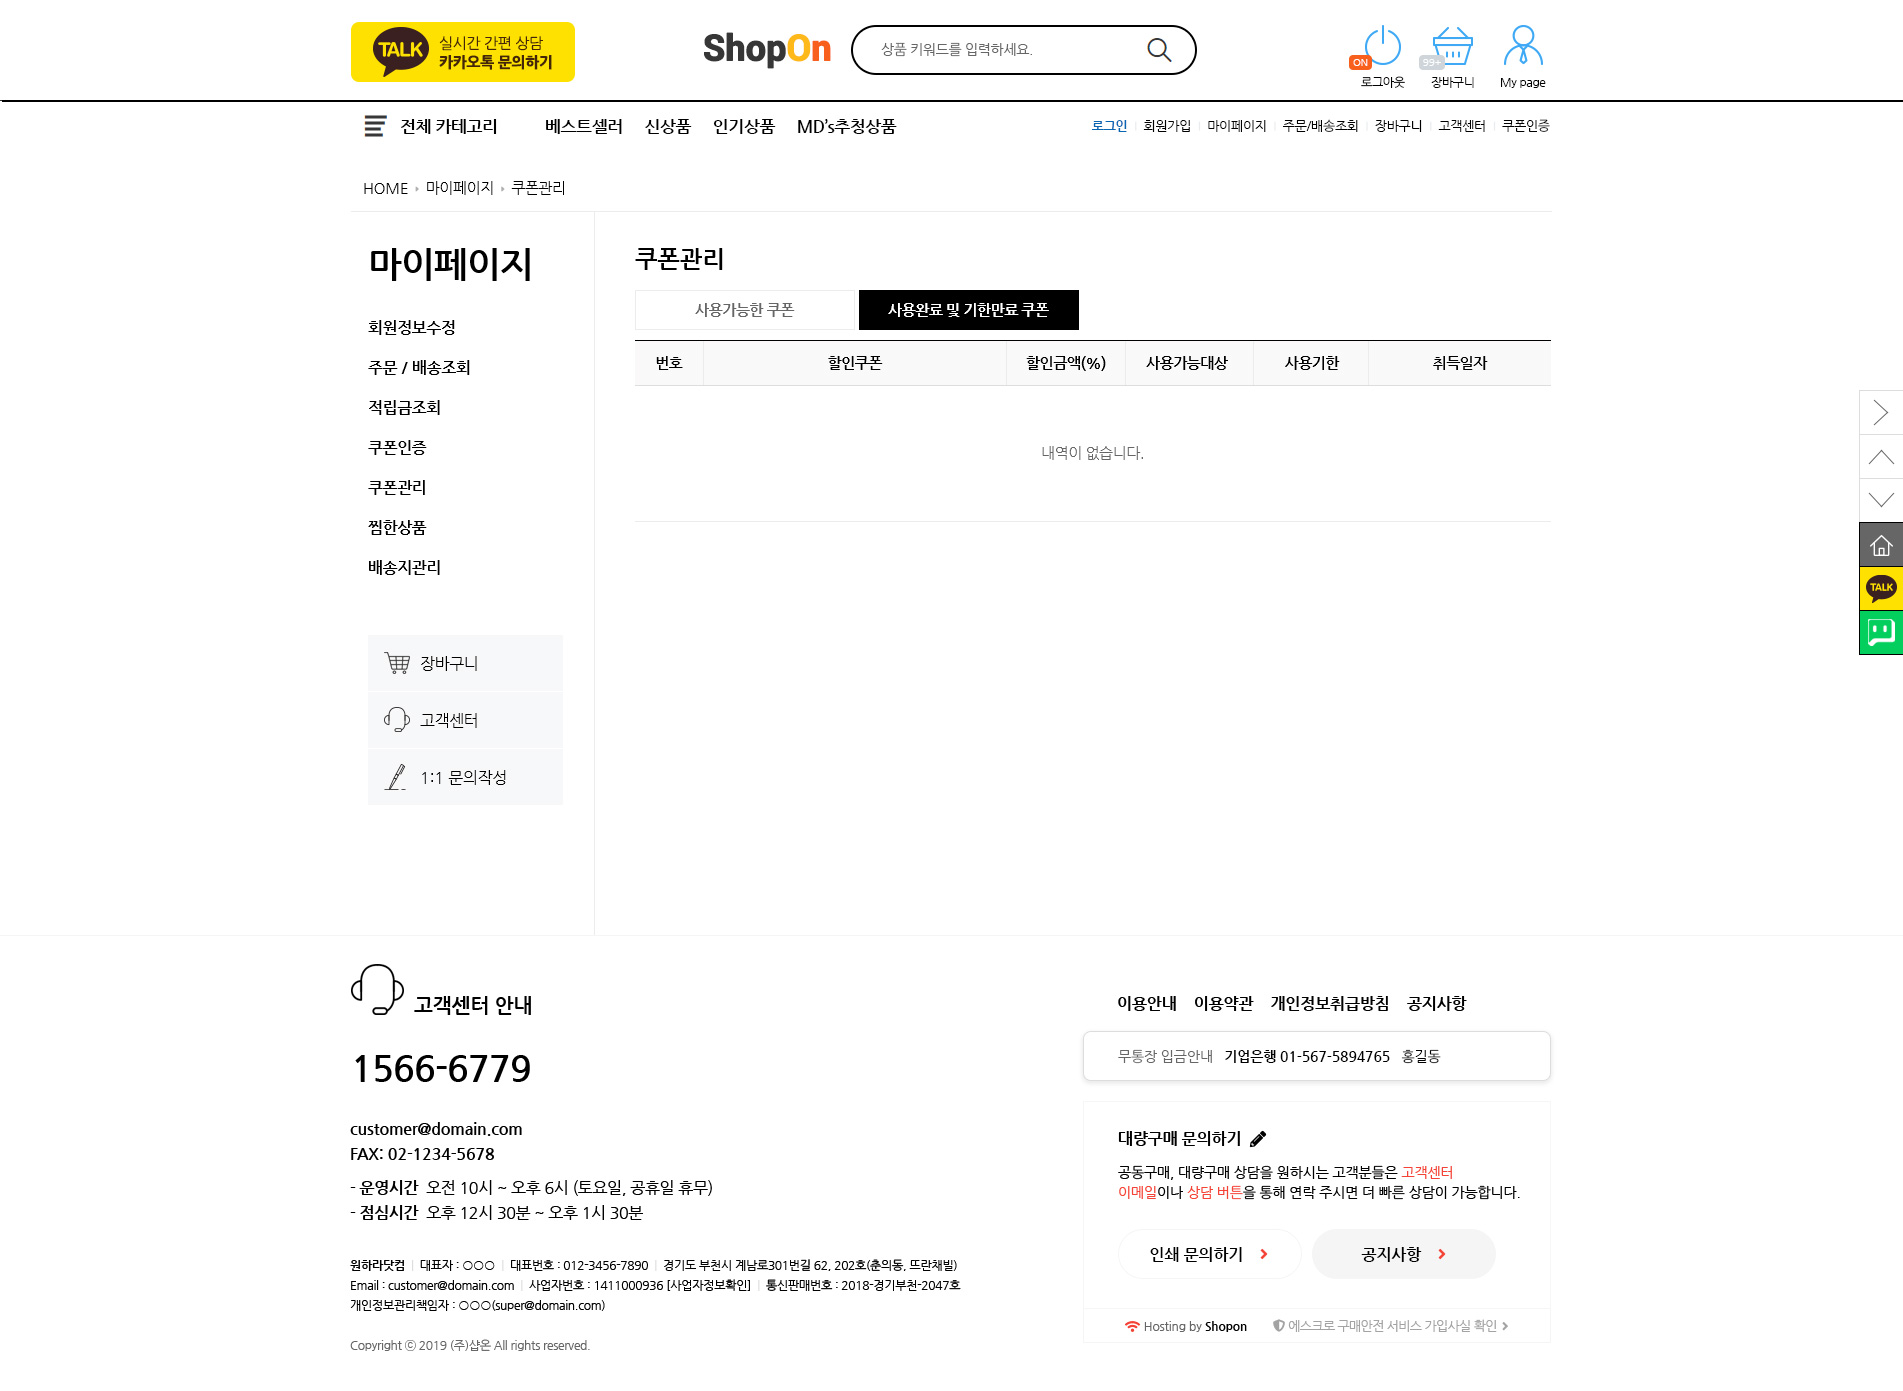 TALK 실시간 간편 상담
카카오톡 문의하기
ShopOn
상품 키워드를 입력하세요.
ON
로그아웃
99+
장바구니
My page
전체 카테고리 베스트셀러 신상품 인기상품 MD's추청상품
로그인 회원가입 마이페이지 주문/배송조회 장바구니 고객센터 쿠폰인증
HOME 마이페이지 쿠폰관리
마이페이지
회원정보수정
주문 / 배송조회
적립금조회
쿠폰인증
쿠폰관리
찜한상품
배송지관리
장바구니
고객센터
1:1 문의작성
쿠폰관리
사용가능한 쿠폰 사용완료 및 기한만료 쿠폰
번호 할인쿠폰 할인금액(%) 사용가능대상 사용기한 취득일자
내역이 없습니다.
TALK
고객센터 안내
1566-6779
customer@domain.com
FAX: 02-1234-5678
- 운영시간 오전 10시 ~ 오후 6시 (토요일, 공휴일 휴무)
- 점심시간 오후 12시 30분 ~ 오후 1시 30분
원하라닷컴 | 대표자 : ○○○ | 대표번호 : 012-3456-7890 | 경기도 부천시 계남로301번길 62, 202호(춘의동, 뜨란채빌)
Email : customer@domain.com | 사업자번호 : 1411000936 [사업자정보확인] | 통신판매번호 : 2018-경기부천-2047호
개인정보관리책임자 : ○○○(super@domain.com)
Copyright ⓒ 2019 (주)샵온 All rights reserved.
이용안내 이용약관 개인정보취급방침 공지사항
무통장 입금안내 기업은행 01-567-5894765 홍길동
대량구매 문의하기
공동구매, 대량구매 상담을 원하시는 고객분들은 고객센터
이메일이나 상담 버튼을 통해 연락 주시면 더 빠른 상담이 가능합니다.
인쇄 문의하기 공지사항
Hosting by Shopon 에스크로 구매안전 서비스 가입사실 확인